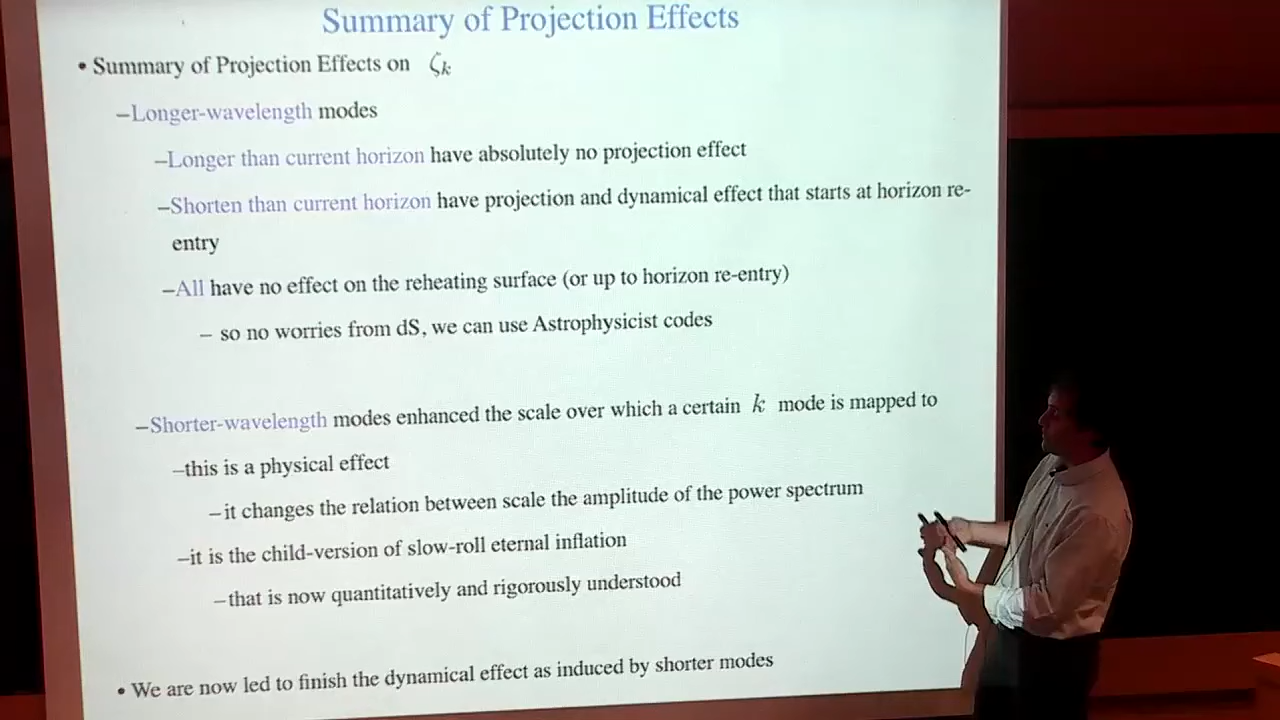 Summary of Projection Effects
• Summary of Projection Effects on ζk
–Longer-wavelength modes
–Longer than current horizon have absolutely no projection effect
–Shorten than current horizon have projection and dynamical effect that starts at horizon re-
entry
–All have no effect on the reheating surface (or up to horizon re-entry)
– so no worries from dS, we can use Astrophysicist codes
–Shorter-wavelength modes enhanced the scale over which a certain k mode is mapped to
–this is a physical effect
–it changes the relation between scale the amplitude of the power spectrum
–it is the child-version of slow-roll eternal inflation
–that is now quantitatively and rigorously understood
• We are now led to finish the dynamical effect as induced by shorter modes